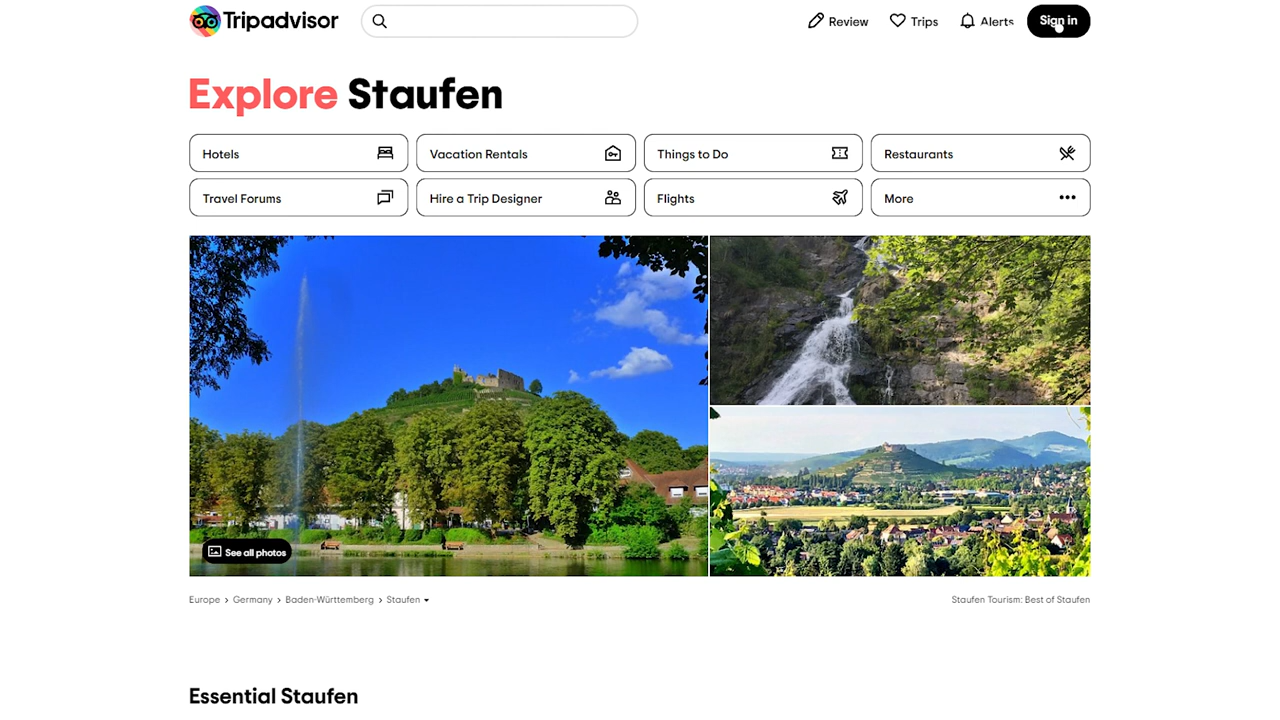 Tripadvisor
Review
Trips
Alerts
Sign in
Explore Staufen
Hotels
Vacation Rentals
Things to Do
Restaurants
Travel Forums
Hire a Trip Designer
Flights
More
See all photos
Europe > Germany > Baden-Württemberg > Staufen
Staufen Tourism: Best of Staufen
Essential Staufen